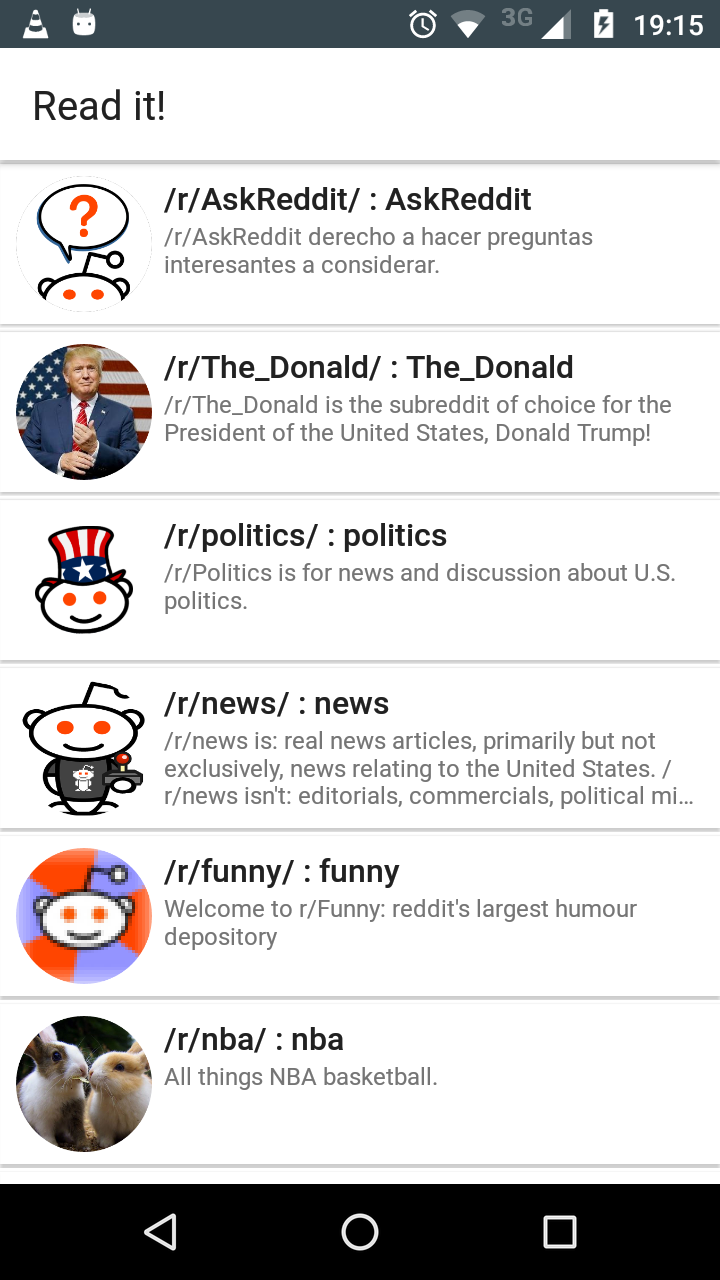 3G 19:15
Read it!
?
/r/AskReddit/ : AskReddit
/r/AskReddit derecho a hacer preguntas
interesantes a considerar.
/r/The_Donald/ : The_Donald
/r/The_Donald is the subreddit of choice for the
President of the United States, Donald Trump!
/r/politics/ : politics
/r/Politics is for news and discussion about U.S.
politics.
/r/news/ : news
/r/news is: real news articles, primarily but not
exclusively, news relating to the United States. /
r/news isn't: editorials, commercials, political mi…
/r/funny/ : funny
Welcome to r/Funny: reddit's largest humour
depository
/r/nba/ : nba
All things NBA basketball.